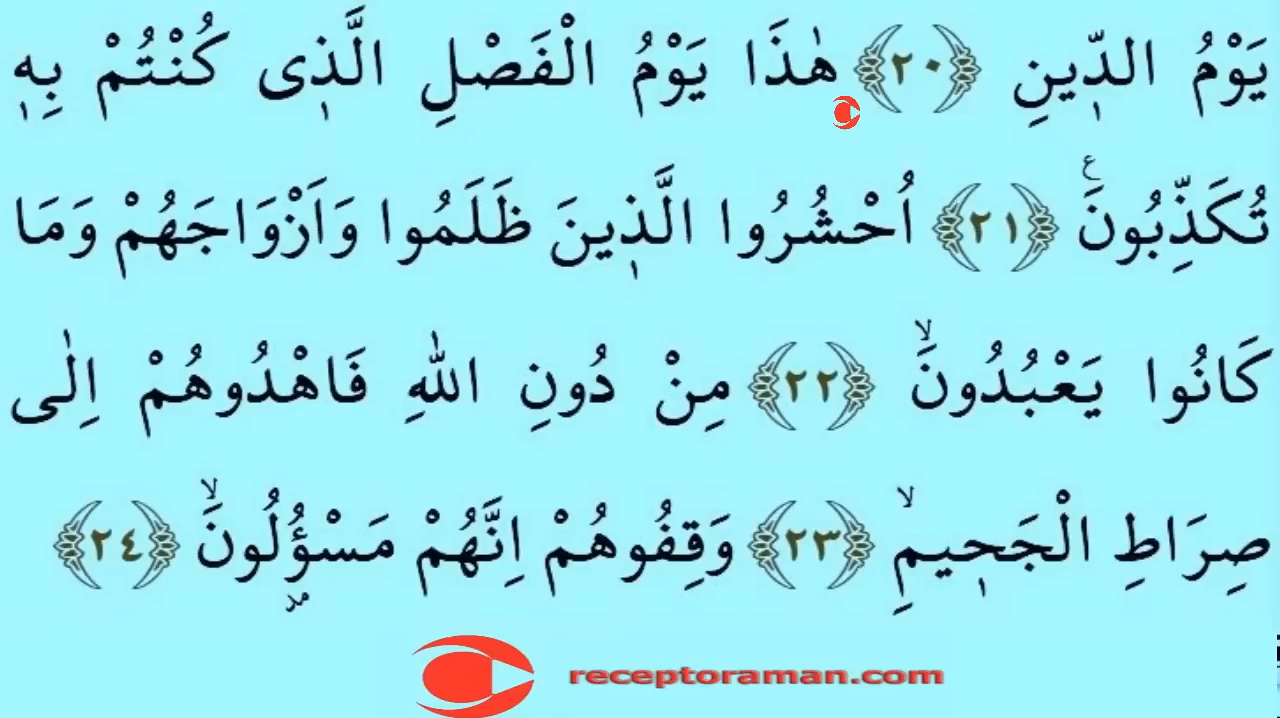 يَوْمُ الدّٖينِ ﴿٢٠﴾ هٰذَا يَوْمُ الْفَصْلِ الَّذٖى كُنْتُمْ بِهٖ
تُكَذِّبُونَࣖ ﴿٢١﴾ اُحْشُرُوا الَّذٖينَ ظَلَمُوا وَاَزْوَاجَهُمْ وَمَا
كَانُوا يَعْبُدُونَۙ ﴿٢٢﴾ مِنْ دُونِ اللّٰهِ فَاهْدُوهُمْ اِلٰى
صِرَاطِ الْجَحٖيمِۙ ﴿٢٣﴾ وَقِفُوهُمْ اِنَّهُمْ مَسْؤُ۫لُونَۙ ﴿٢٤﴾
receptoraman.com